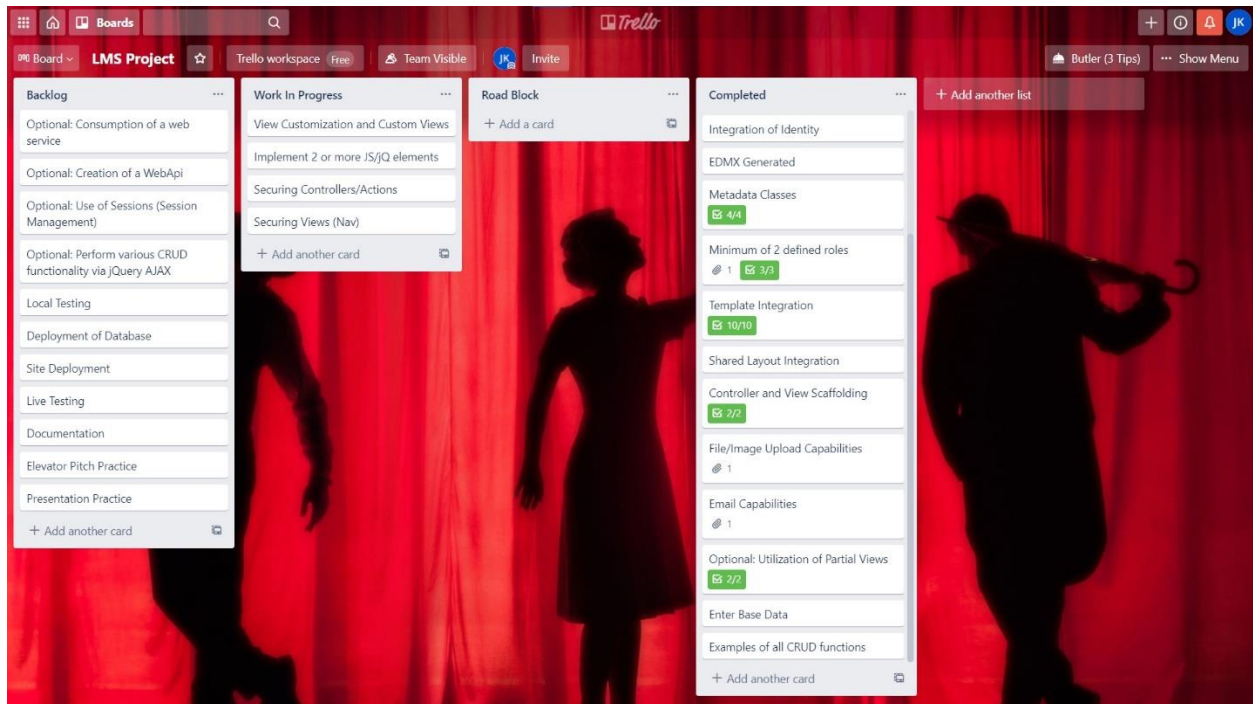 Boards
Trello
JK
Board
LMS Project
Trello workspace Free
Team Visible
JK
Invite
Butler (3 Tips)
... Show Menu
Backlog
...
Optional: Consumption of a web
service
Optional: Creation of a WebApi
Optional: Use of Sessions (Session
Management)
Optional: Perform various CRUD
functionality via jQuery AJAX
Local Testing
Deployment of Database
Site Deployment
Live Testing
Documentation
Elevator Pitch Practice
Presentation Practice
+ Add another card
Work In Progress
...
View Customization and Custom Views
Implement 2 or more JS/jQ elements
Securing Controllers/Actions
Securing Views (Nav)
+ Add another card
Road Block
...
+ Add a card
Completed
...
Integration of Identity
EDMX Generated
Metadata Classes
4/4
Minimum of 2 defined roles
1 3/3
Template Integration
10/10
Shared Layout Integration
Controller and View Scaffolding
2/2
File/Image Upload Capabilities
1
Email Capabilities
1
Optional: Utilization of Partial Views
2/2
Enter Base Data
Examples of all CRUD functions
+ Add another card
+ Add another list